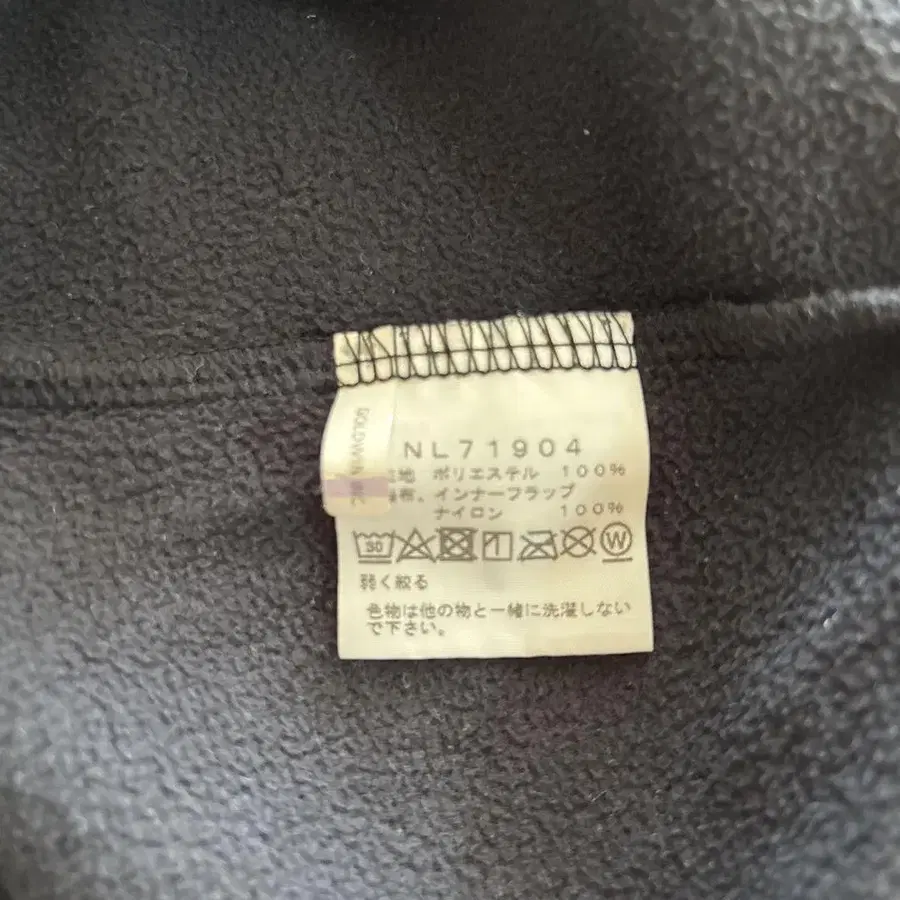 NL71904
地 ポリエステル 100%
布、インナーフラップ
ナイロン 100%
30
W
弱く絞る
色物は他の物と一緒に洗濯しない
で下さい。
GOLDWIN